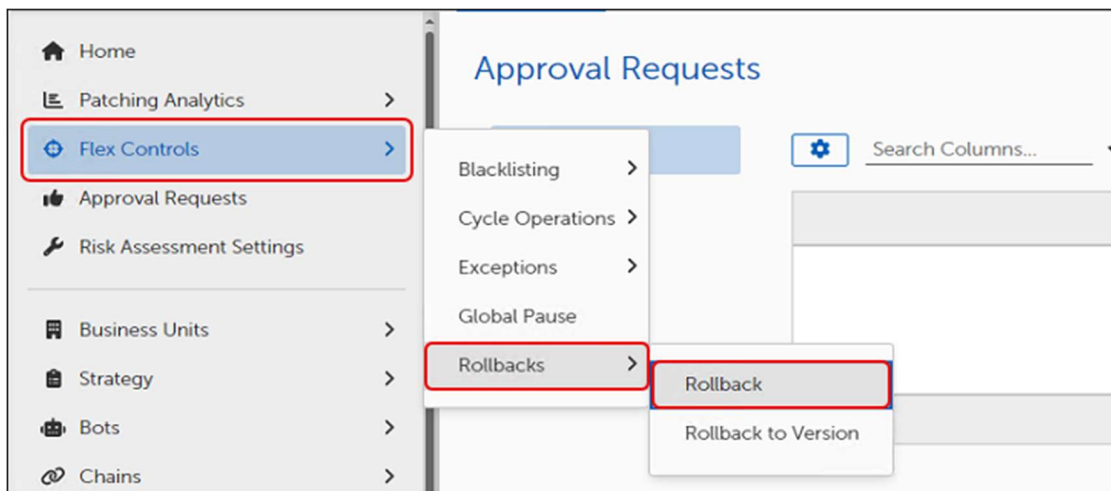 Home
Patching Analytics
Flex Controls
Approval Requests
Risk Assessment Settings
Business Units
Strategy
Bots
Chains
Approval Requests
Search Columns...
Blacklisting
Cycle Operations
Exceptions
Global Pause
Rollbacks
Rollback
Rollback to Version